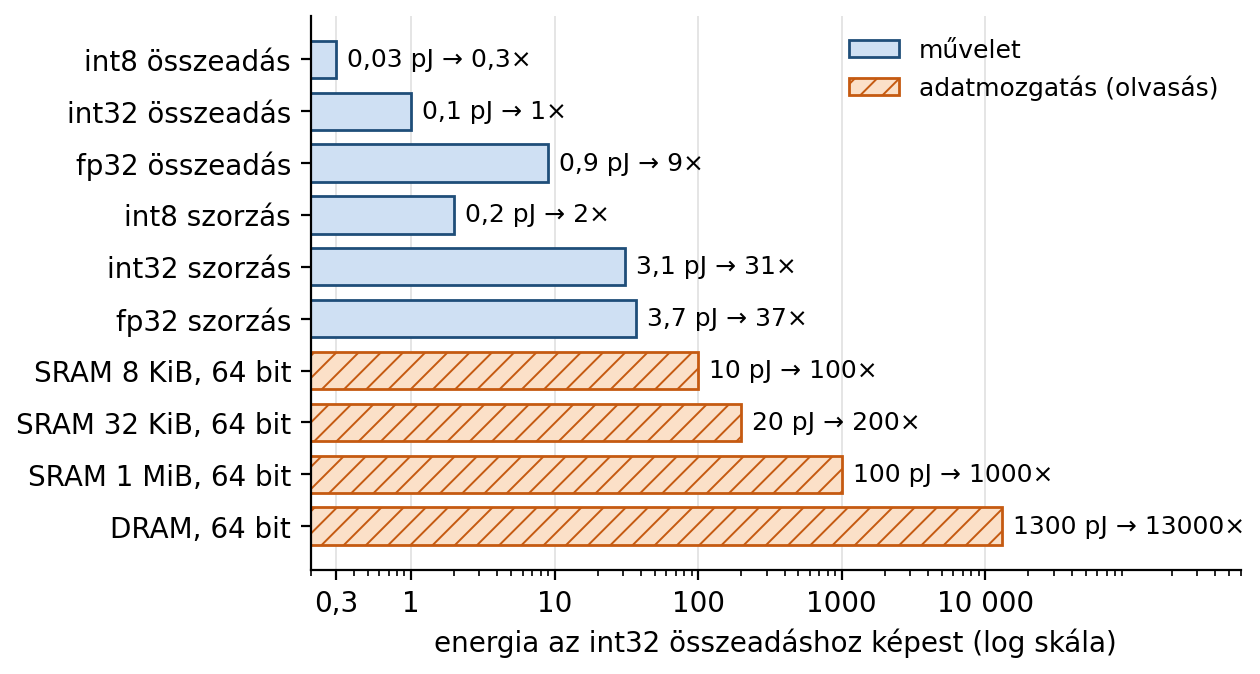 int8 összeadás
0,03 pJ → 0,3×
művelet
adatmozgatás (olvasás)
int32 összeadás
0,1 pJ → 1×
fp32 összeadás
0,9 pJ → 9×
int8 szorzás
0,2 pJ → 2×
int32 szorzás
3,1 pJ → 31×
fp32 szorzás
3,7 pJ → 37×
SRAM 8 KiB, 64 bit
10 pJ → 100×
SRAM 32 KiB, 64 bit
20 pJ → 200×
SRAM 1 MiB, 64 bit
100 pJ → 1000×
DRAM, 64 bit
1300 pJ → 13000×
0,3 1 10 100 1000 10 000
energia az int32 összeadáshoz képest (log skála)